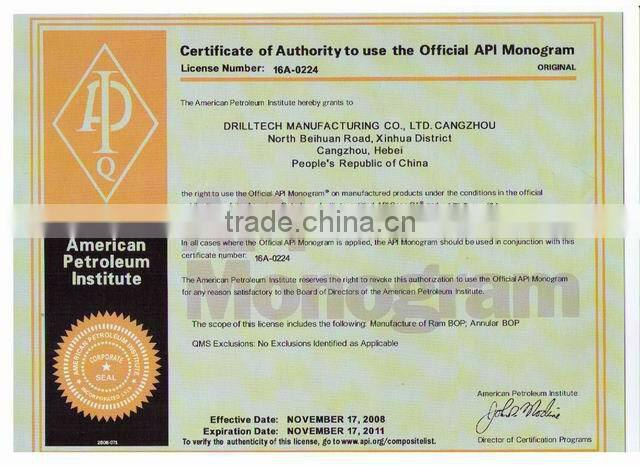 Certificate of Authority to use the Official API Monogram
License Number: 16A-0224
ORIGINAL
API
Q
The American Petroleum Institute hereby grants to
DRILLTECH MANUFACTURING CO., LTD. CANGZHOU
North Beihuan Road, Xinhua District
Cangzhou, Hebei
People's Republic of China
the right to use the Official API Monogram® on manufactured products under the conditions in the official
trade.china.cn
American
Petroleum
Institute
In all cases where the Official API Monogram is applied, the API Monogram should be used in conjunction with this
certificate number: 16A-0224
The American Petroleum Institute reserves the right to revoke this authorization to use the Official API Monogram
for any reason satisfactory to the Board of Directors of the American Petroleum Institute.
Monogram
The scope of this license includes the following: Manufacture of Ram BOP; Annular BOP
QMS Exclusions: No Exclusions Identified as Applicable
AMERICAN PETROLEUM INSTITUTE
CORPORATE
SEAL
INCORPORATED
American Petroleum Institute
Effective Date: NOVEMBER 17, 2008
Expiration Date: NOVEMBER 17, 2011
To verify the authenticity of this license, go to www.api.org/compositelist.
Director of Certification Programs